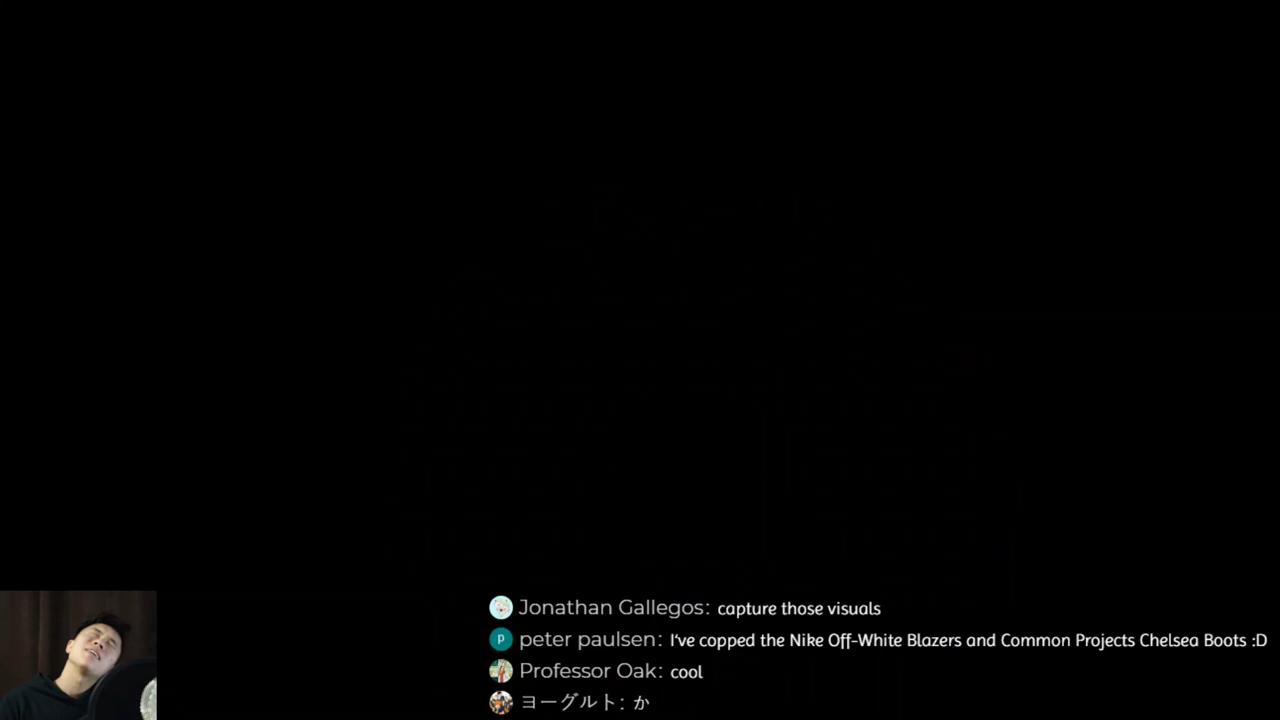 Jonathan Gallegos: capture those visuals
p peter paulsen: I've copped the Nike Off-White Blazers and Common Projects Chelsea Boots :D
Professor Oak: cool
ヨーグルト: か